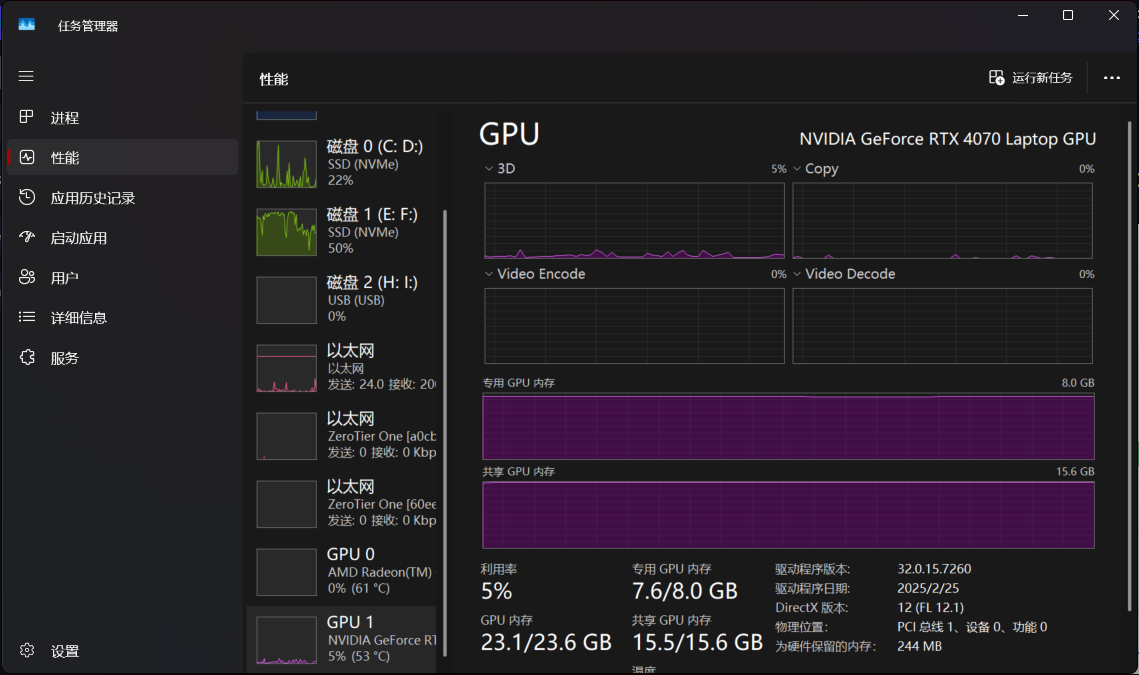 任务管理器
性能
运行新任务
进程
性能
应用历史记录
启动应用
用户
详细信息
服务
设置
磁盘 0 (C: D:)
SSD (NVMe)
22%
磁盘 1 (E: F:)
SSD (NVMe)
50%
磁盘 2 (H: I:)
USB (USB)
0%
以太网
以太网
发送: 24.0 接收: 20
以太网
ZeroTier One [a0cb
发送: 0 接收: 0 Kbp
以太网
ZeroTier One [60ee
发送: 0 接收: 0 Kbp
GPU 0
AMD Radeon(TM)
0% (61 °C)
GPU 1
NVIDIA GeForce RT
5% (53 °C)
GPU
NVIDIA GeForce RTX 4070 Laptop GPU
3D 5%
Copy 0%
Video Encode 0%
Video Decode 0%
专用 GPU 内存 8.0 GB
共享 GPU 内存 15.6 GB
利用率
5%
专用 GPU 内存
7.6/8.0 GB
GPU 内存
23.1/23.6 GB
共享 GPU 内存
15.5/15.6 GB
驱动程序版本: 32.0.15.7260
驱动程序日期: 2025/2/25
DirectX 版本: 12 (FL 12.1)
物理位置: PCI 总线 1、设备 0、功能 0
为硬件保留的内存: 244 MB
温度